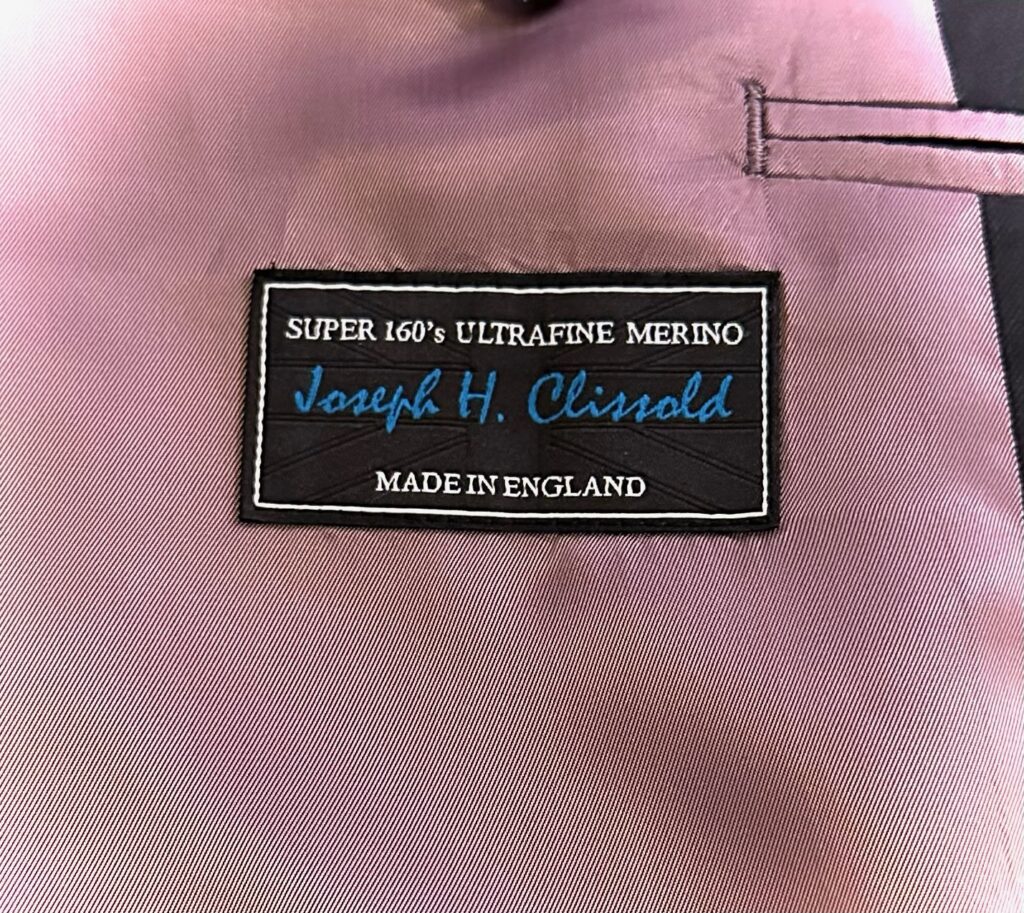 SUPER 160's ULTRAFINE MERINO
Joseph H. Clissold
MADE IN ENGLAND